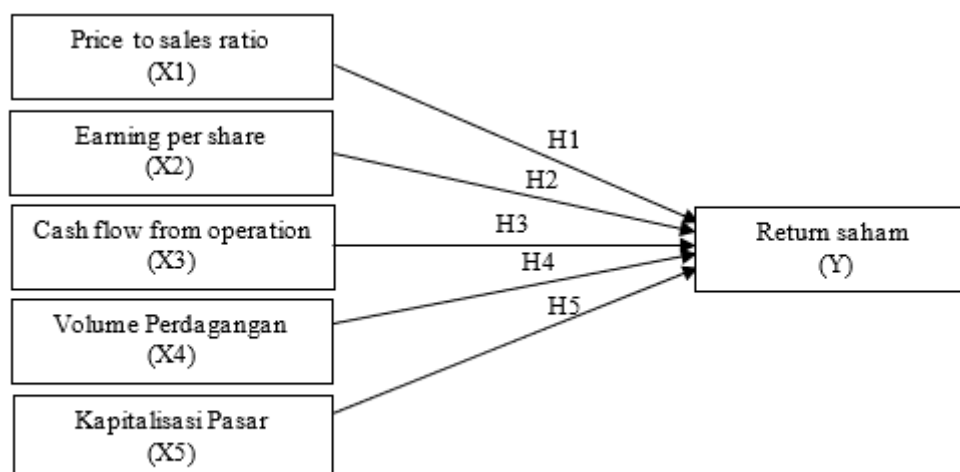 Price to sales ratio
(X1)
Earning per share
(X2)
Cash flow from operation
(X3)
Volume Perdagangan
(X4)
Kapitalisasi Pasar
(X5)
H1
H2
H3
H4
H5
Return saham
(Y)